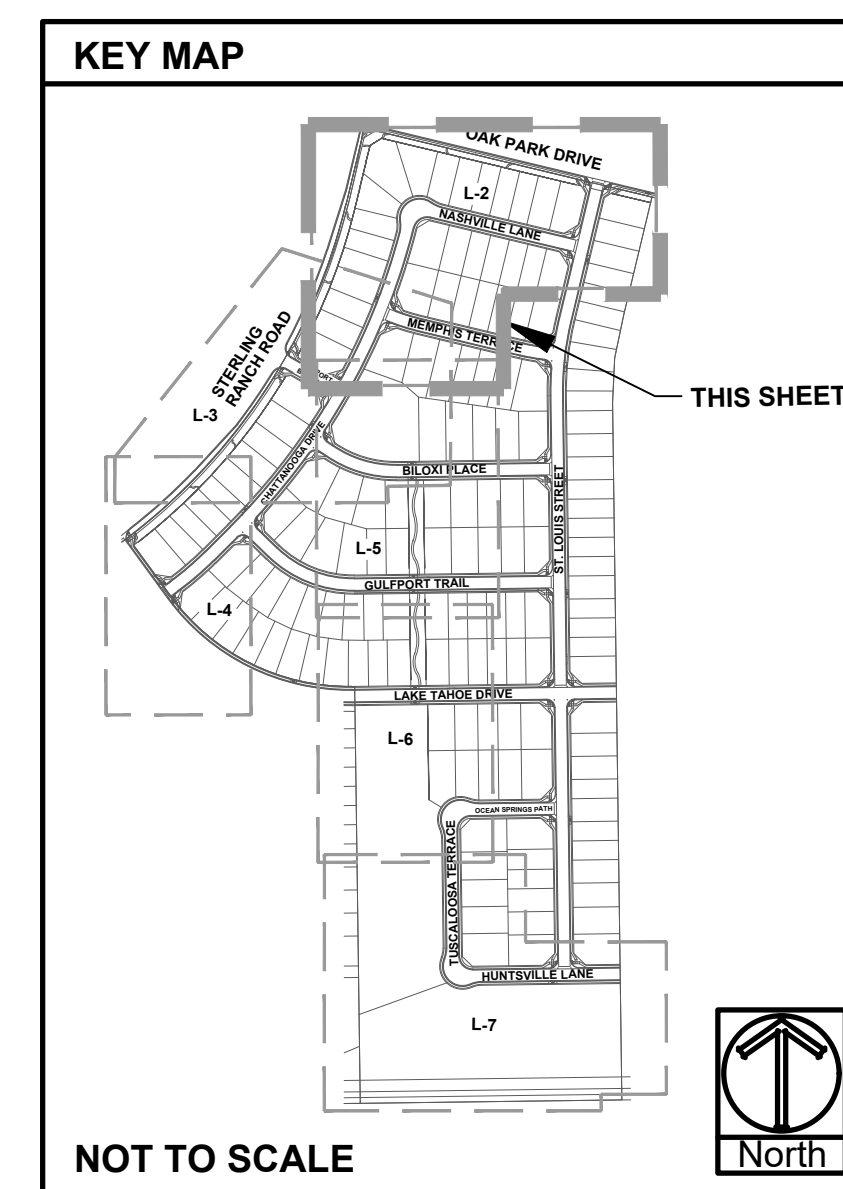 KEY MAP
OAK PARK DRIVE
L-2
NASHVILLE LANE
MEMPHIS TERRACE
STERLING
RANCH ROAD
THIS SHEET
L-3
CHATTANOOGA DRIVE
BILOXI PLACE
ST. LOUIS STREET
L-5
GULFPORT TRAIL
L-4
LAKE TAHOE DRIVE
L-6
OCEAN SPRINGS PATH
TUSCALOOSA TERRACE
HUNTSVILLE LANE
L-7
NOT TO SCALE
North